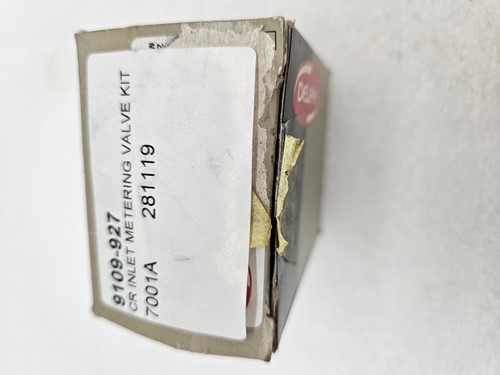 9109-927
CR INLET METERING VALVE KIT
7001A 281119